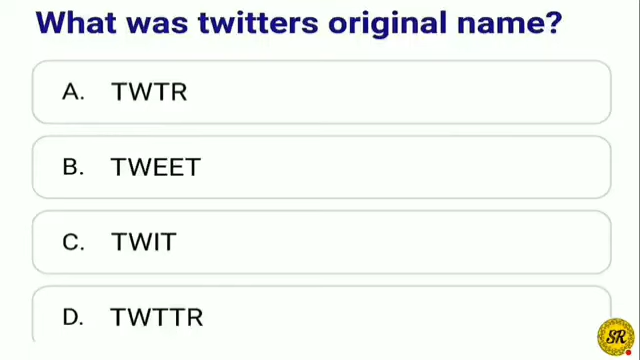 What was twitters original name?
A. TWTR
B. TWEET
C. TWIT
D. TWTTR
SR